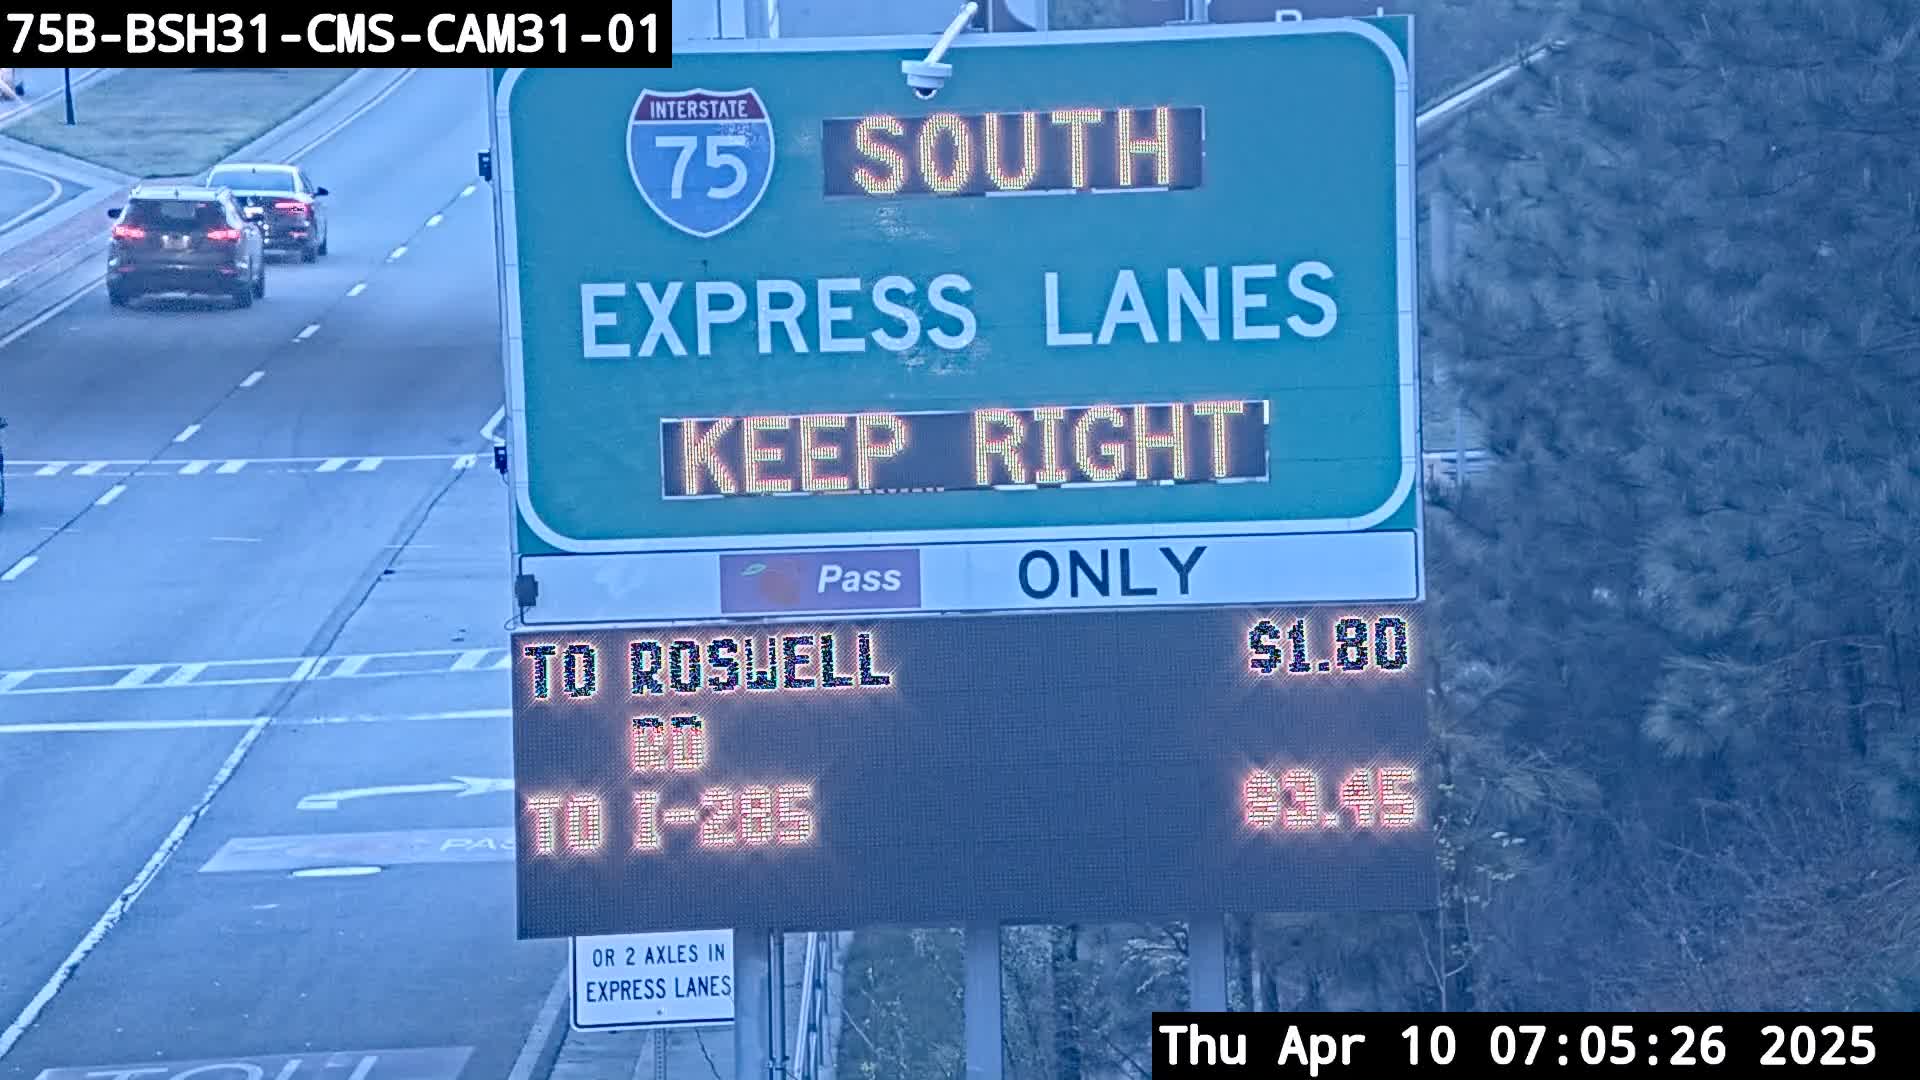 75B-BSH31-CMS-CAM31-01
INTERSTATE
75
SOUTH
EXPRESS LANES
KEEP RIGHT
Pass ONLY
TO ROSWELL $1.80
RD
TO I-285 $3.45
OR 2 AXLES IN
EXPRESS LANES
Thu Apr 10 07:05:26 2025